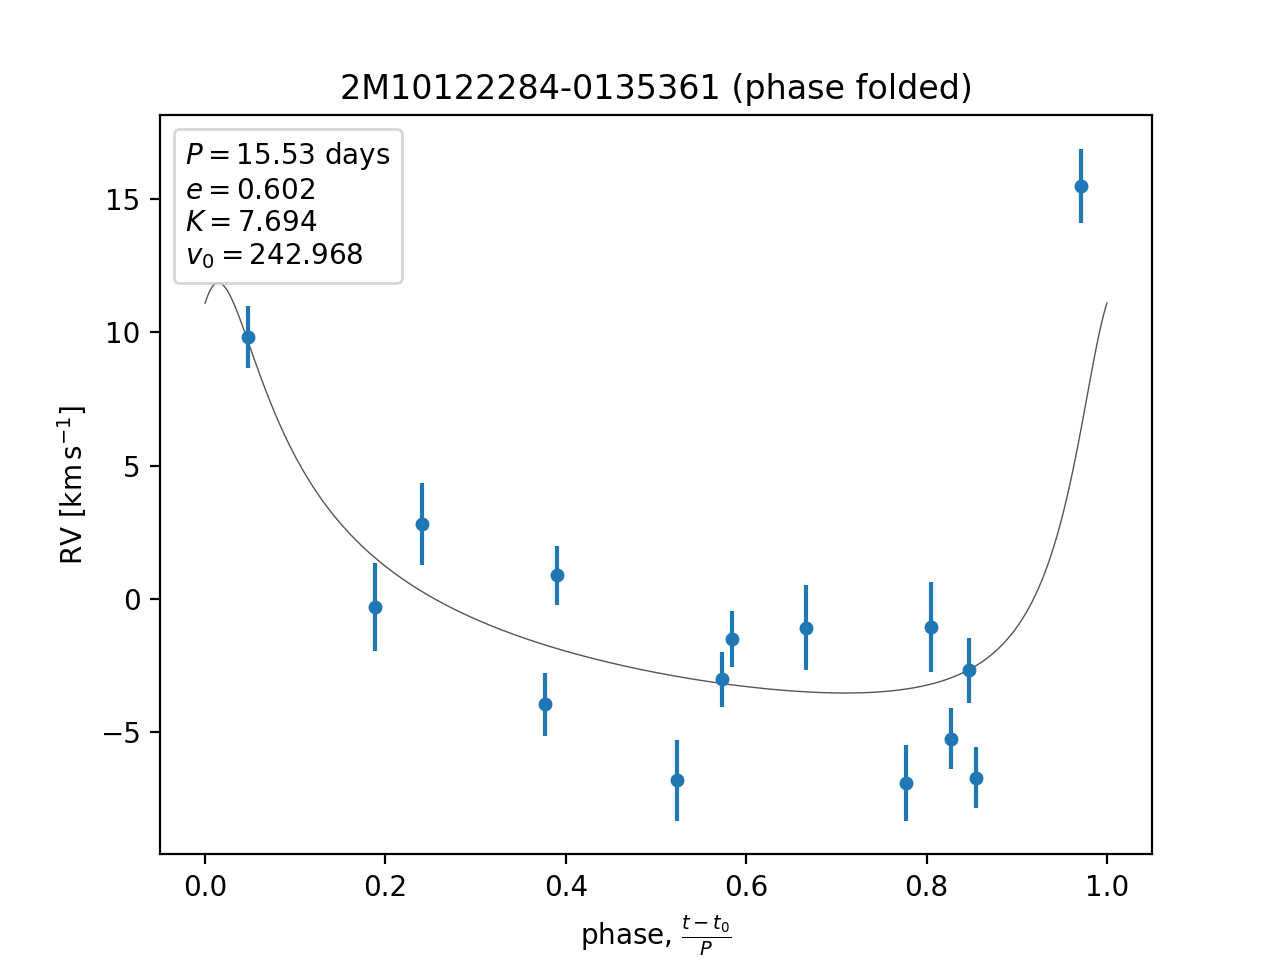 2M10122284-0135361 (phase folded)
P = 15.53 days
e = 0.602
K = 7.694
v₀ = 242.968
15
10
5
0
−5
RV [km s⁻¹]
0.0 0.2 0.4 0.6 0.8 1.0
phase, (t − t₀)/P